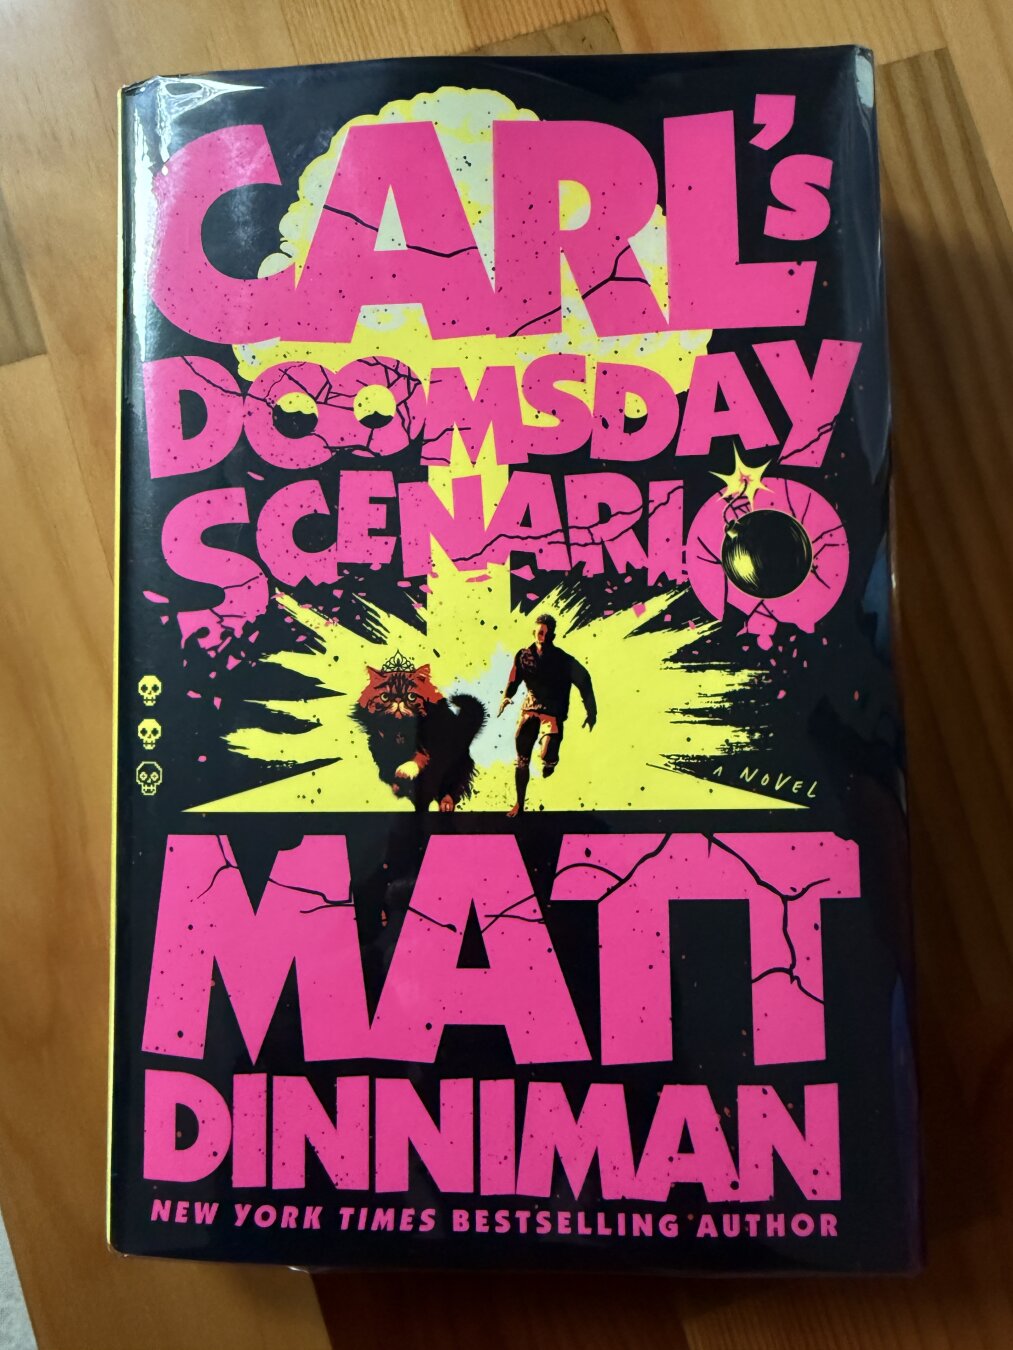 CARL'S
DOOMSDAY
SCENARIO
A NOVEL
MATT
DINNIMAN
NEW YORK TIMES BESTSELLING AUTHOR